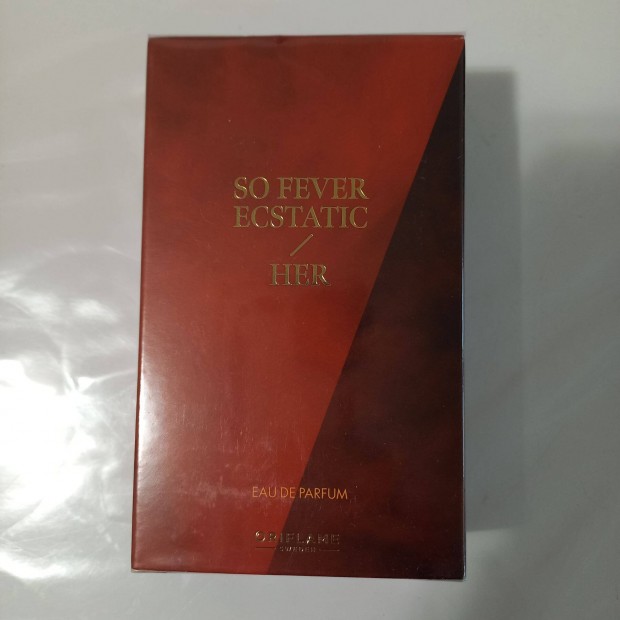 SO FEVER
ECSTATIC
/
HER
EAU DE PARFUM
ORIFLAME
SWEDEN